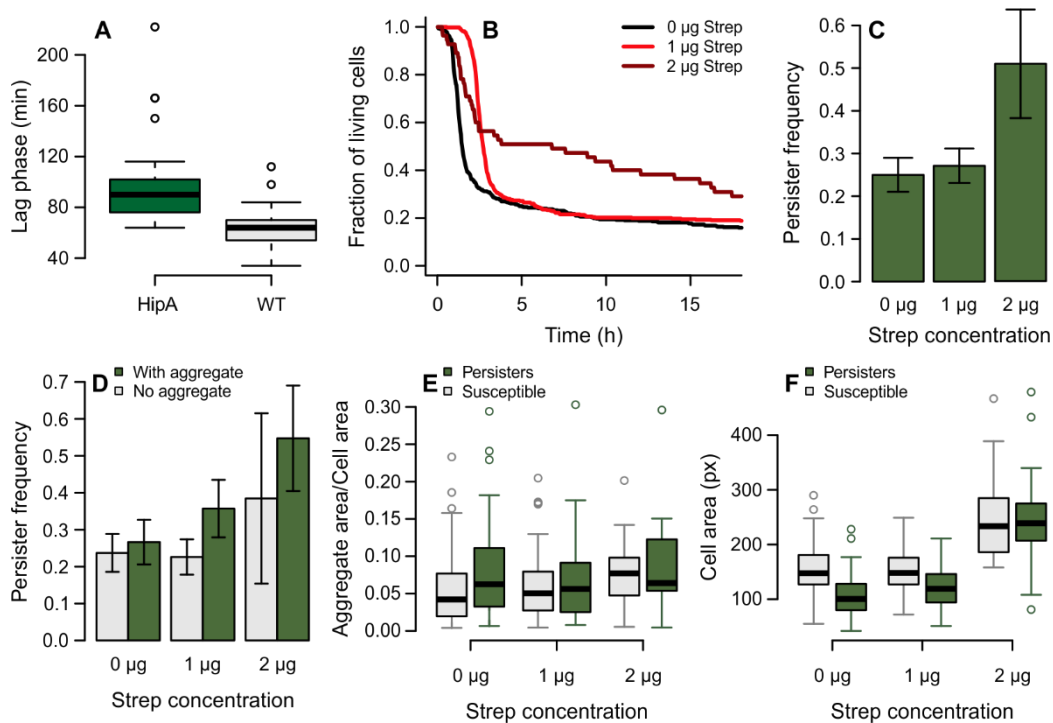 A
Lag phase (min)
200
160
120
80
40
HipA
WT
B
0 µg Strep
1 µg Strep
2 µg Strep
Fraction of living cells
1.0
0.8
0.6
0.4
0.2
0.0
0
5
10
15
Time (h)
C
Persister frequency
0.6
0.5
0.4
0.3
0.2
0.1
0.0
0 µg
1 µg
2 µg
Strep concentration
D
With aggregate
No aggregate
Persister frequency
0.7
0.6
0.5
0.4
0.3
0.2
0.1
0.0
0 µg
1 µg
2 µg
Strep concentration
E
Persisters
Susceptible
Aggregate area/Cell area
0.30
0.25
0.20
0.15
0.10
0.05
0.00
0 µg
1 µg
2 µg
Strep concentration
F
Persisters
Susceptible
Cell area (px)
400
300
250
150
100
0 µg
1 µg
2 µg
Strep concentration